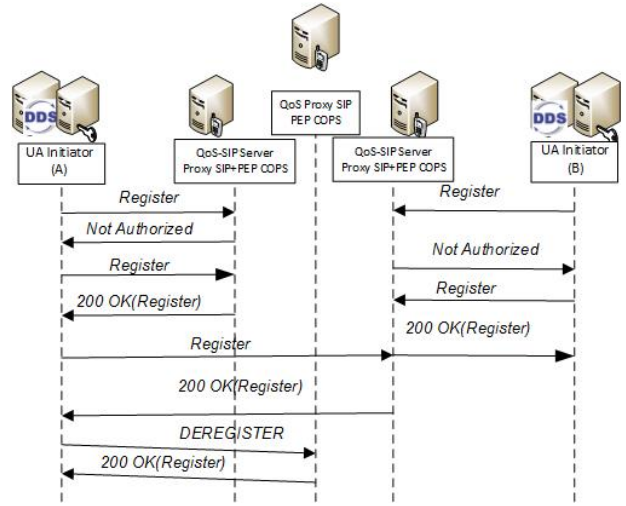 QoS Proxy SIP
PEP COPS
DDS
DDS
UA Initiator
(A)
QoS-SIP Server
Proxy SIP+PEP COPS
QoS-SIP Server
Proxy SIP+PEP COPS
UA Initiator
(B)
Register
Register
Not Authorized
Not Authorized
Register
Register
200 OK(Register)
200 OK(Register)
Register
200 OK(Register)
DEREGISTER
200 OK(Register)